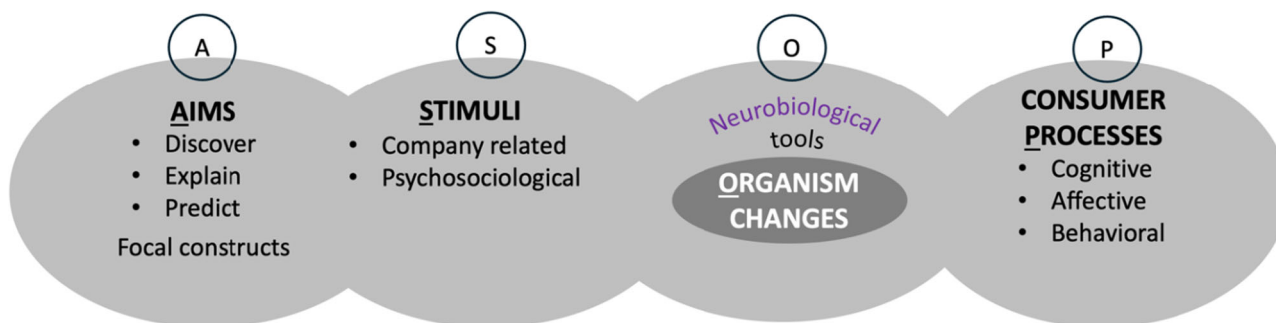 A
AIMS
• Discover
• Explain
• Predict
Focal constructs
S
STIMULI
• Company related
• Psychosociological
O
Neurobiological
tools
ORGANISM
CHANGES
P
CONSUMER
PROCESSES
• Cognitive
• Affective
• Behavioral